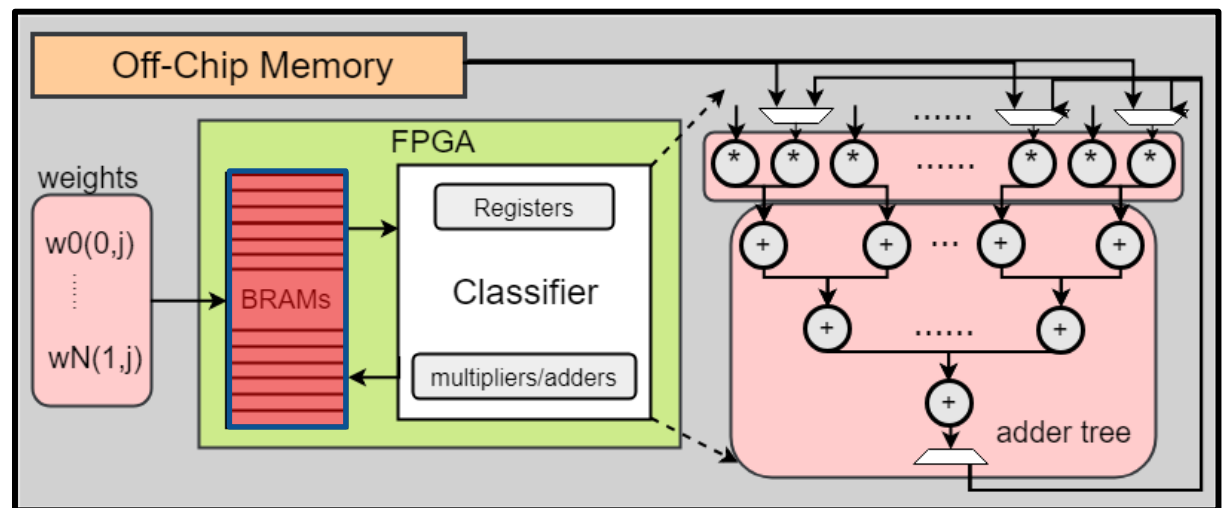 Off-Chip Memory
FPGA
weights
w0(0,j)
......
wN(1,j)
BRAMs
Registers
Classifier
multipliers/adders
......
* * * ...... * * *
+ + ... + +
+ ...... +
+
adder tree